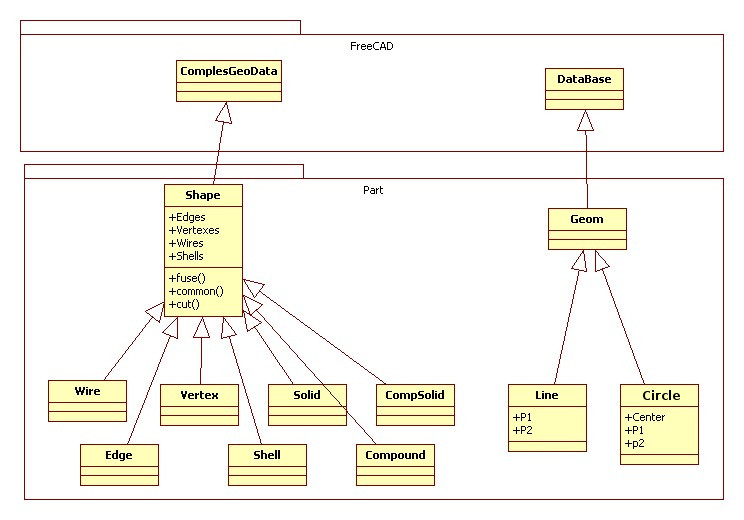 FreeCAD
ComplesGeoData
DataBase
Part
Shape
+Edges
+Vertexes
+Wires
+Shells
+fuse()
+common()
+cut()
Geom
Wire
Vertex
Solid
CompSolid
Edge
Shell
Compound
Line
+P1
+P2
Circle
+Center
+P1
+p2